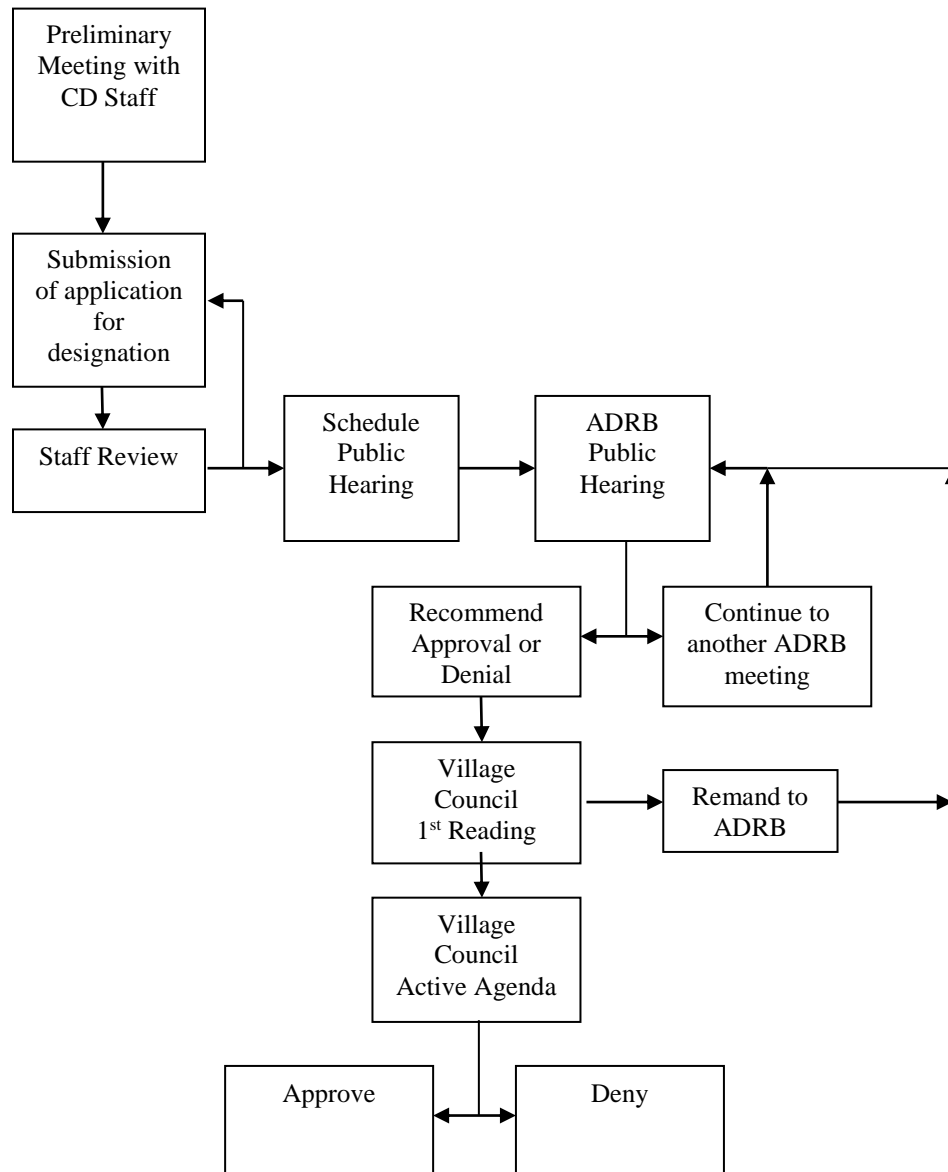 Preliminary
Meeting with
CD Staff
Submission
of application
for
designation
Staff Review
Schedule
Public
Hearing
ADRB
Public
Hearing
Recommend
Approval or
Denial
Continue to
another ADRB
meeting
Village
Council
1st Reading
Remand to
ADRB
Village
Council
Active Agenda
Approve
Deny